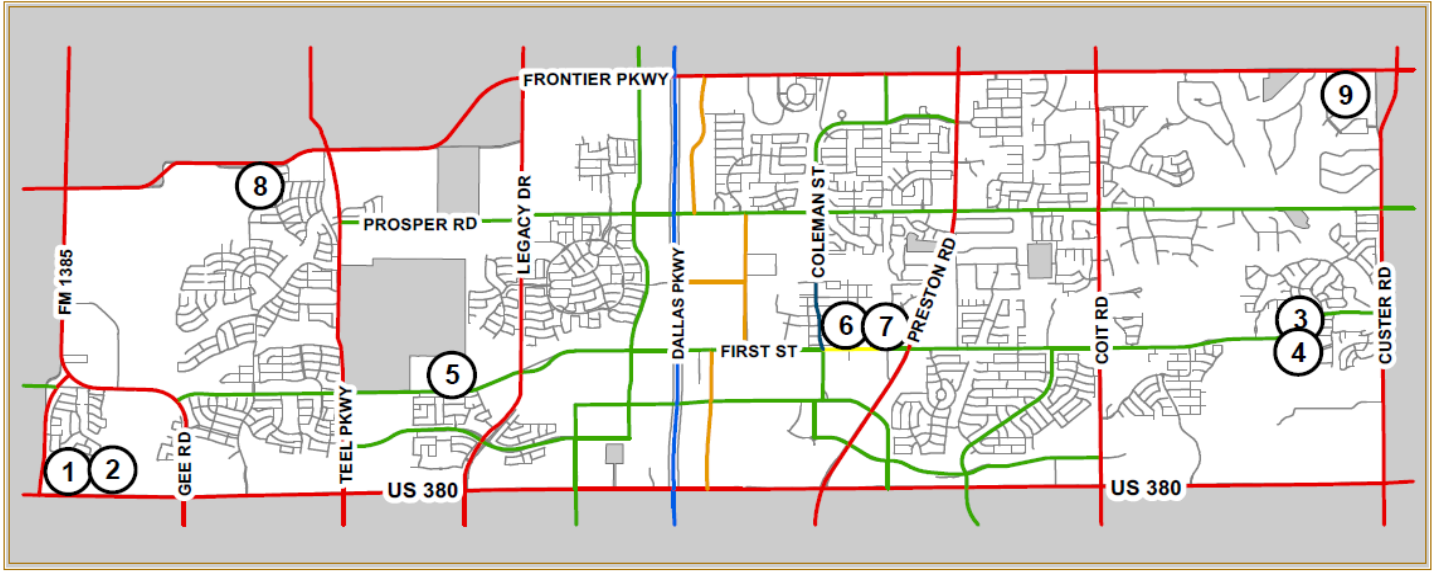 FRONTIER PKWY
9
8
LEGACY DR
COLEMAN ST
PROSPER RD
FM 1385
DALLAS PKWY
PRESTON RD
CUSTER RD
COIT RD
3
6
7
FIRST ST
4
5
TEEL PKWY
GEE RD
1
2
US 380
US 380